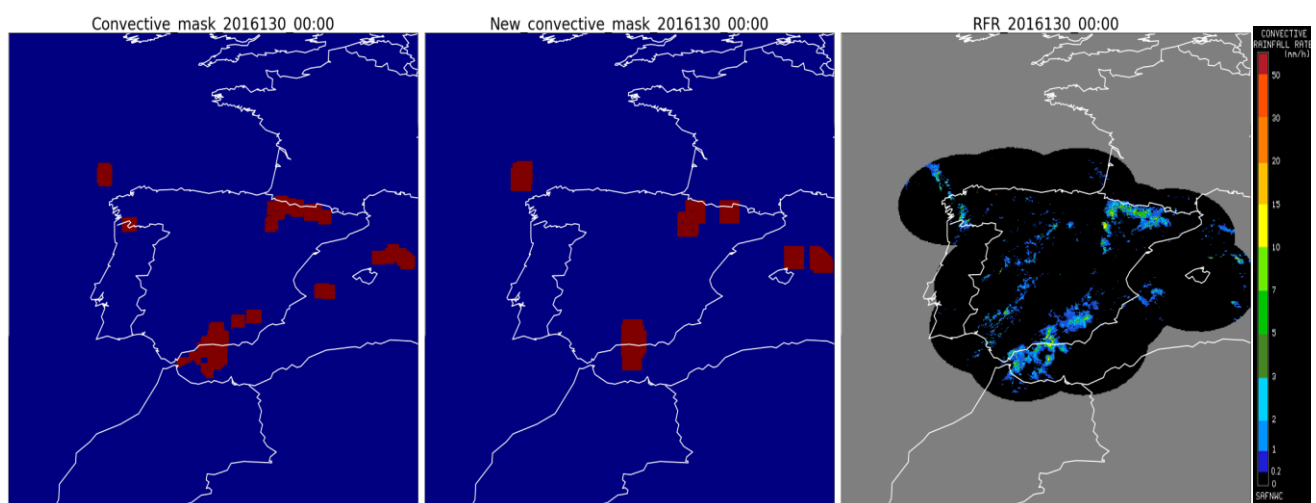 Convective_mask_2016130_00:00
New_convective_mask_2016130_00:00
RFR_2016130_00:00
CONVECTIVE
RAINFALL RATE
(mm/h)
50
30
20
15
10
7
5
3
2
1
0.2
0
SAFNWC